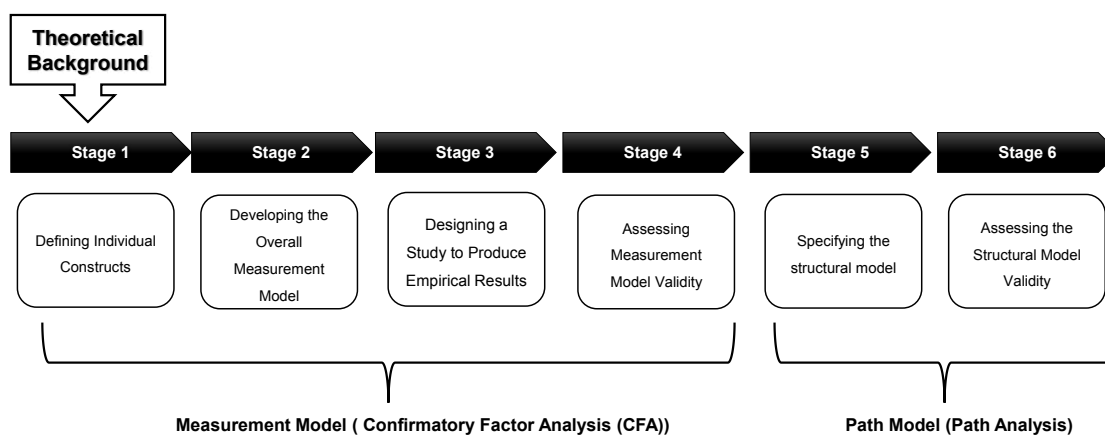 Theoretical
Background
Stage 1
Stage 2
Stage 3
Stage 4
Stage 5
Stage 6
Defining Individual
Constructs
Developing the
Overall
Measurement
Model
Designing a
Study to Produce
Empirical Results
Assessing
Measurement
Model Validity
Specifying the
structural model
Assessing the
Structural Model
Validity
Measurement Model ( Confirmatory Factor Analysis (CFA))
Path Model (Path Analysis)